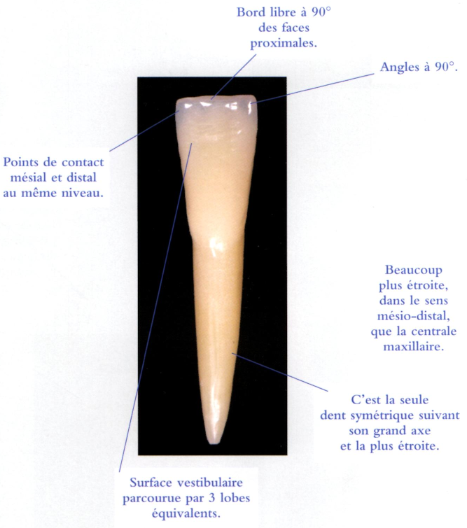 Bord libre à 90°
des faces
proximales.
Angles à 90°.
Points de contact
mésial et distal
au même niveau.
Beaucoup
plus étroite,
dans le sens
mésio-distal,
que la centrale
maxillaire.
C'est la seule
dent symétrique suivant
son grand axe
et la plus étroite.
Surface vestibulaire
parcourue par 3 lobes
équivalents.